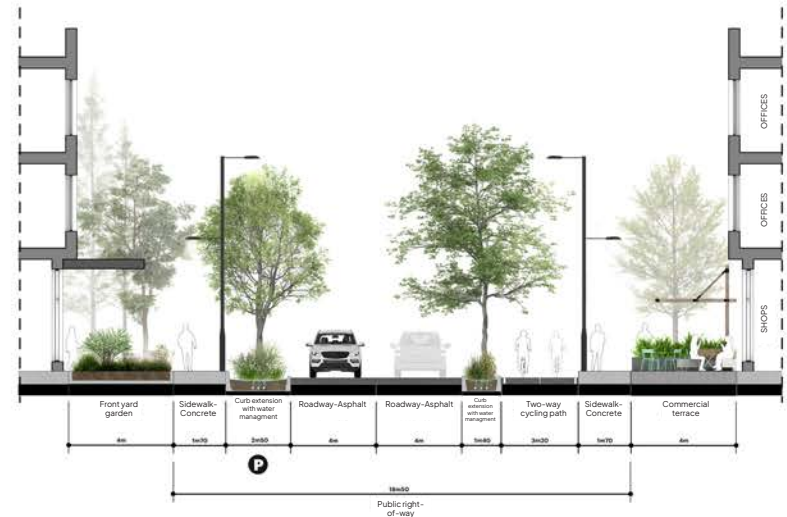 OFFICES
OFFICES
SHOPS
Front yard
garden
Sidewalk-
Concrete
Curb extension
with water
managment
Roadway-Asphalt
Roadway-Asphalt
Curb
extension
with water
managment
Two-way
cycling path
Sidewalk-
Concrete
Commercial
terrace
4m
1m70
2m50
4m
4m
1m40
3m20
1m70
4m
P
18m50
Public right-
of-way